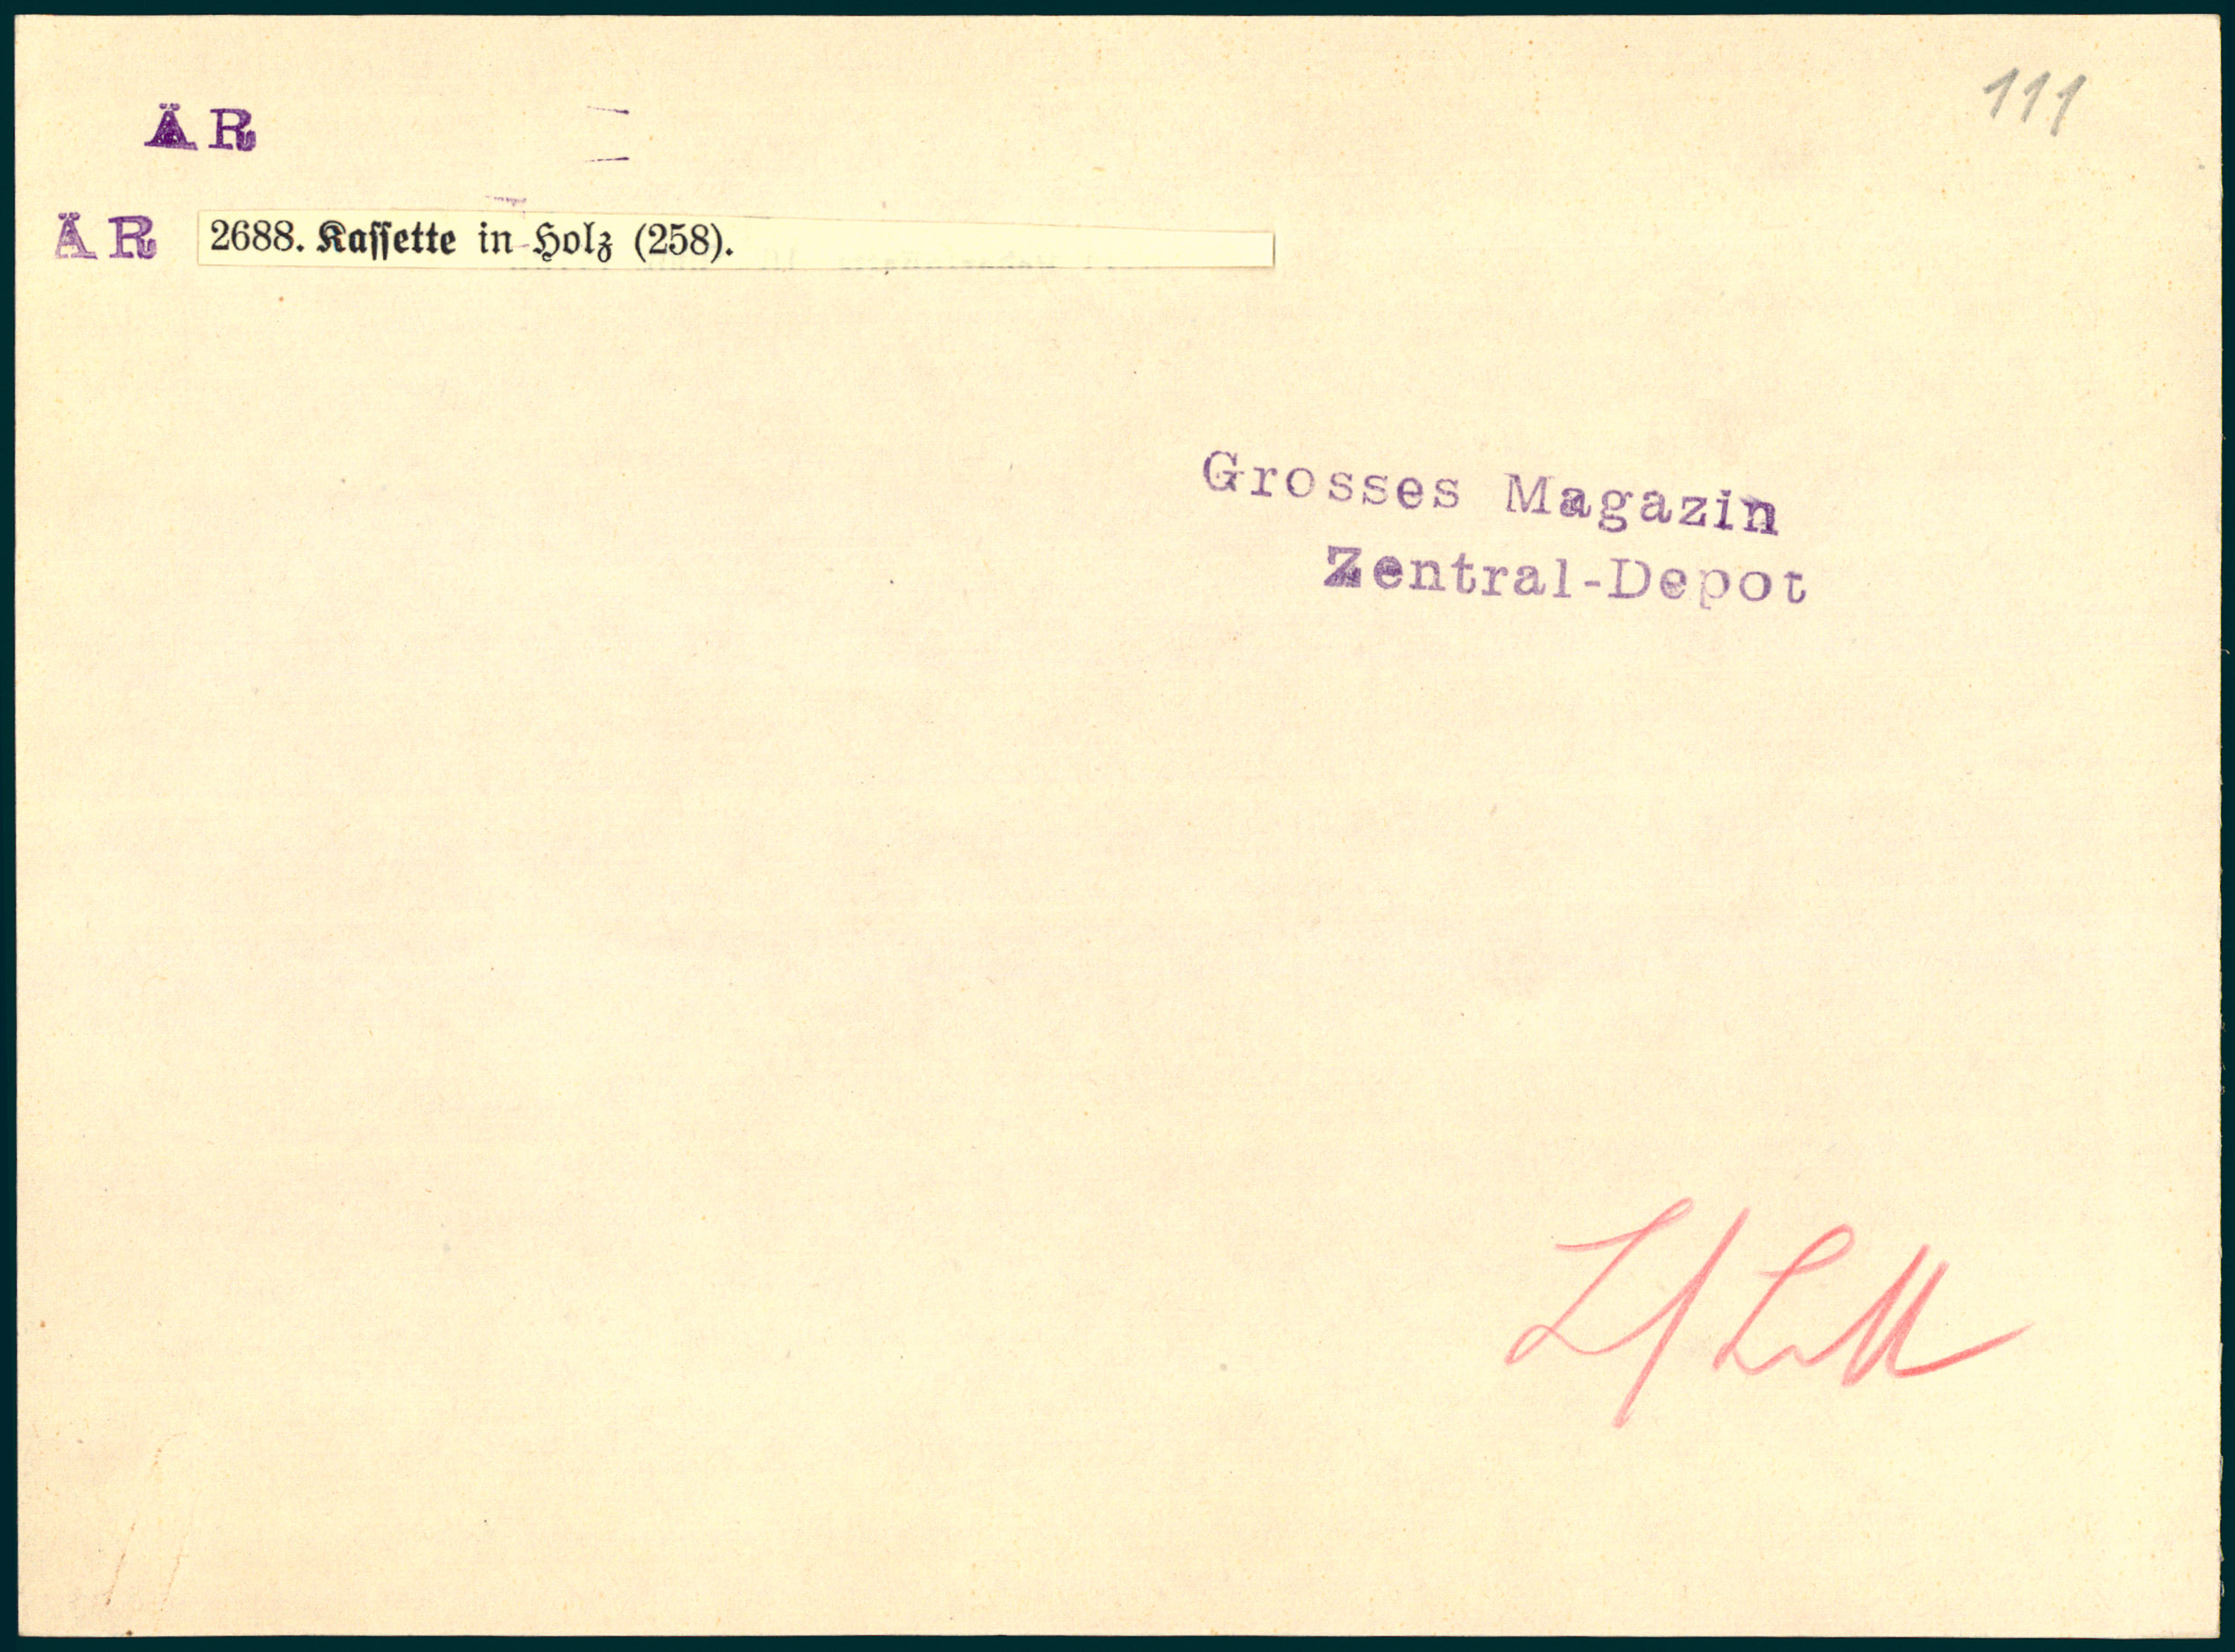 111
ÄR
ÄR 2688. Kassette in Holz (258).
Grosses Magazin
Zentral-Depot